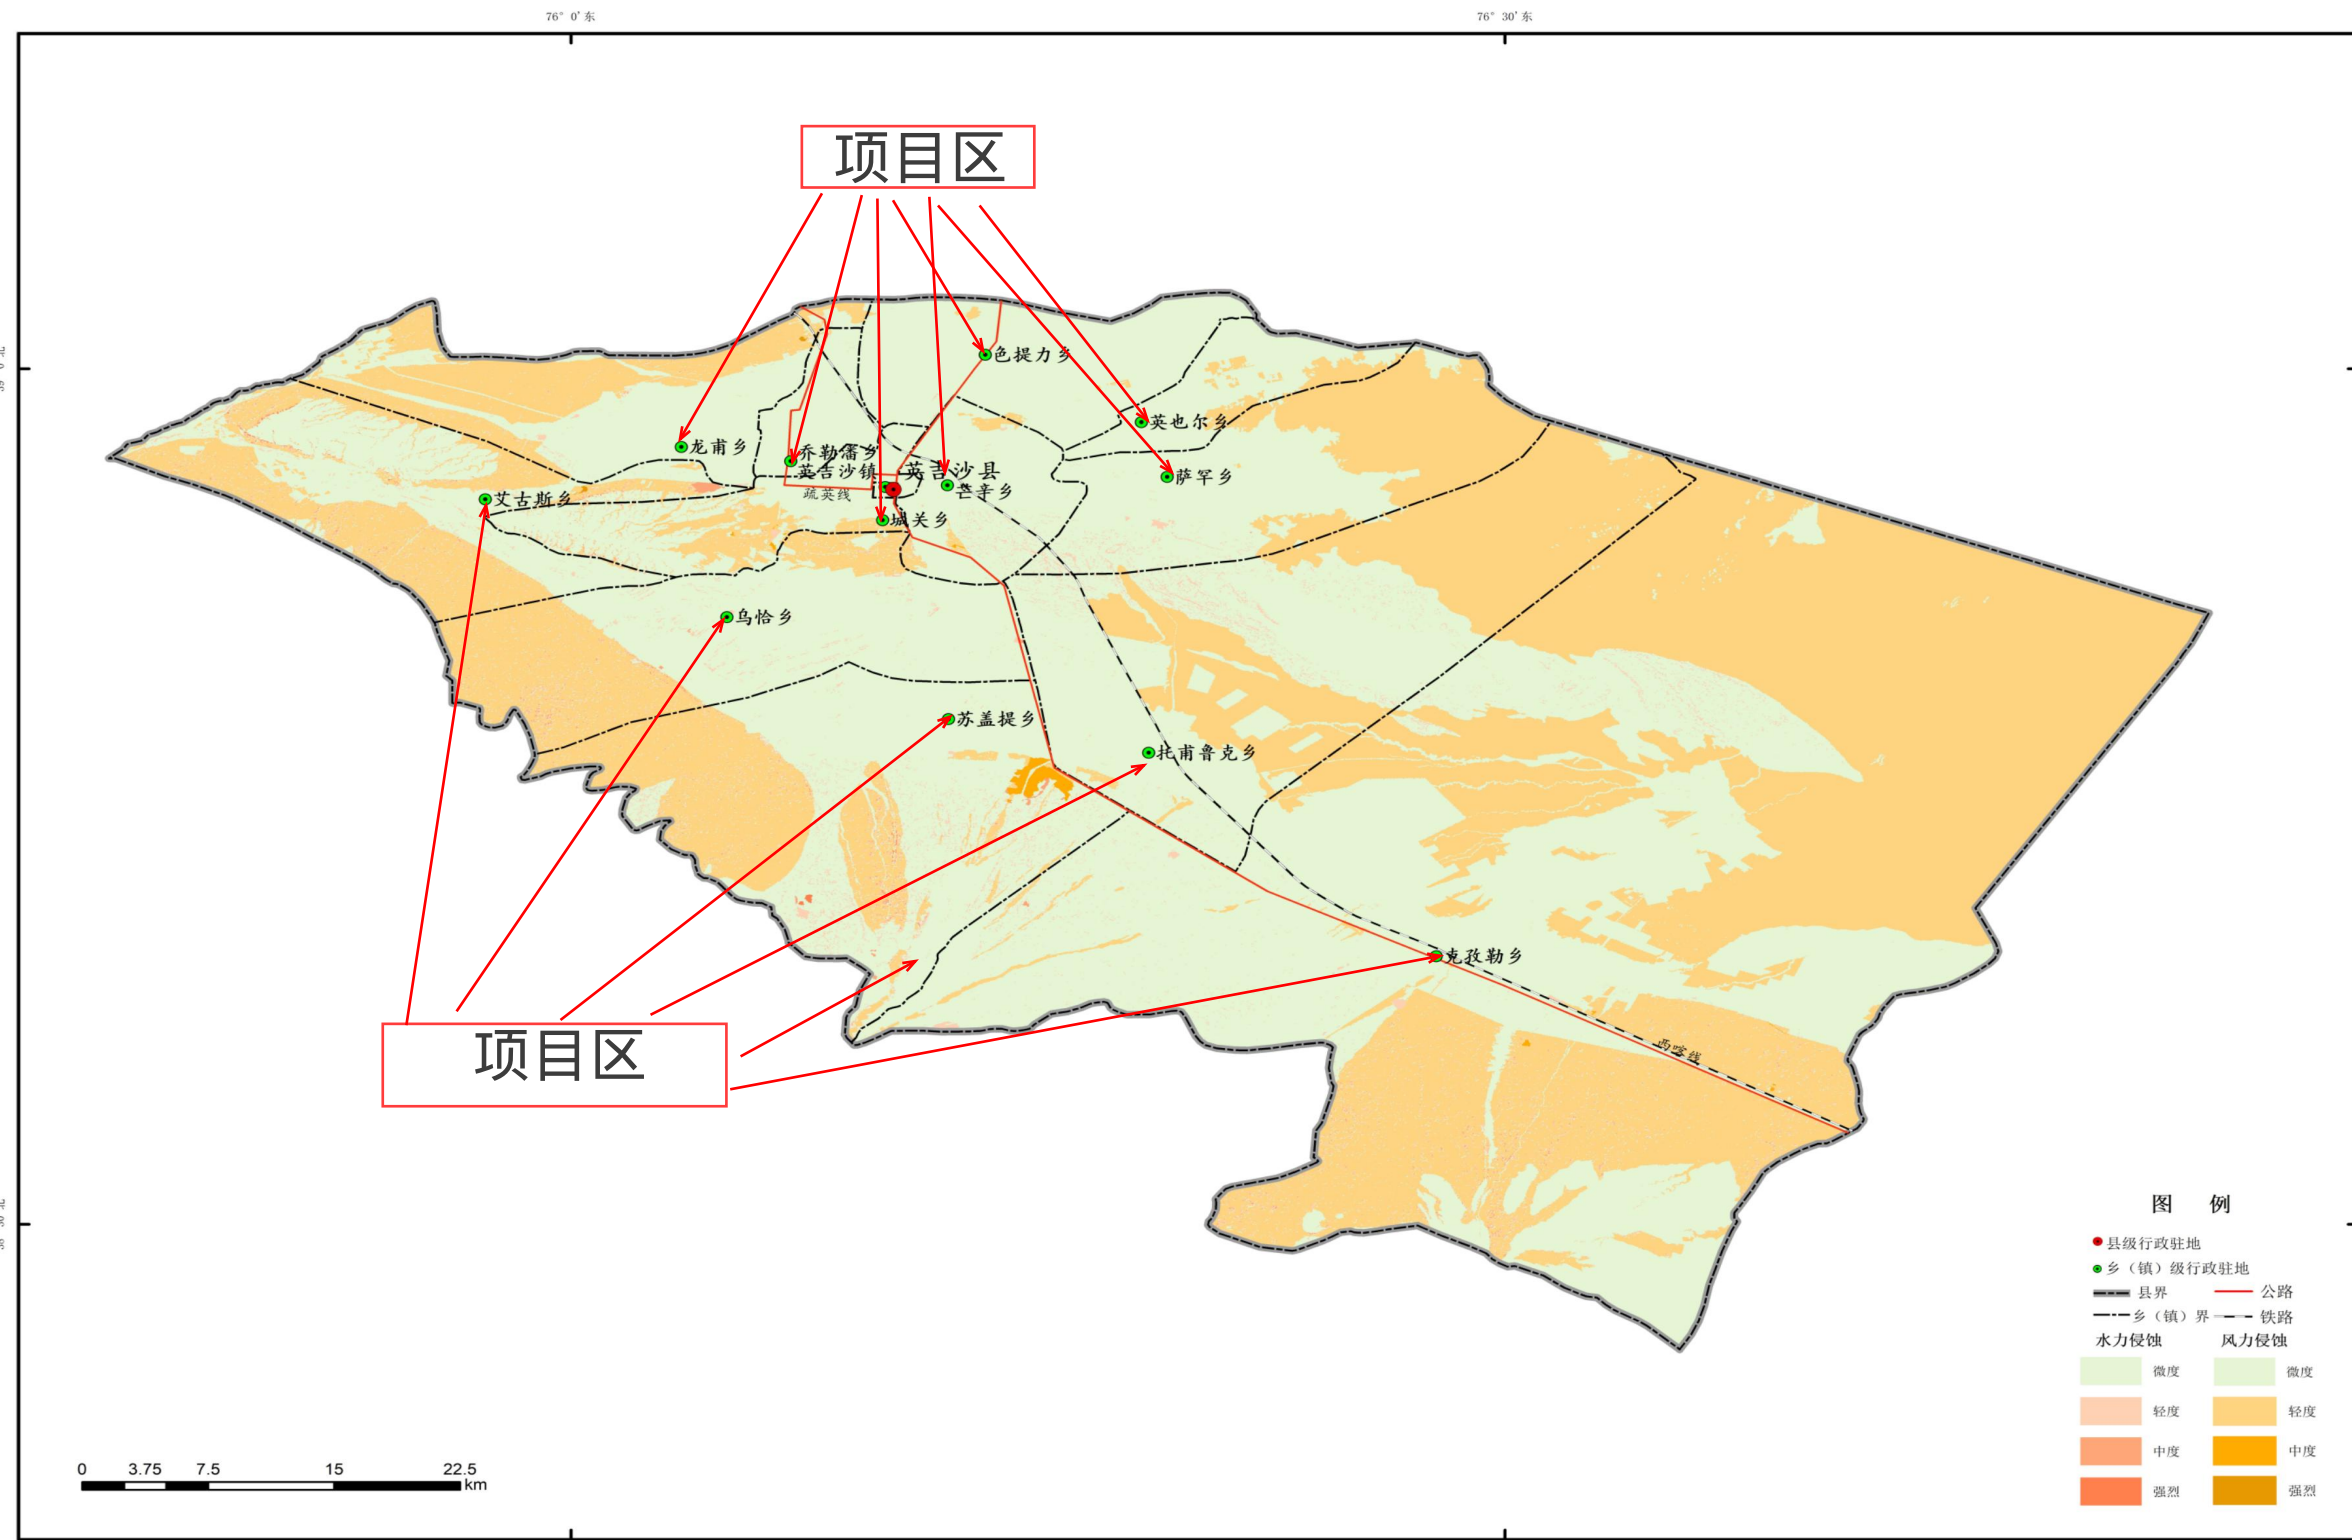 76° 0′ 东
76° 30′ 东
项目区
色提力乡
英也尔乡
龙甫乡
乔勒潘乡
英吉沙镇
英吉沙县
萨罕乡
芒辛乡
疏英线
艾古斯乡
城关乡
乌恰乡
苏盖提乡
托甫鲁克乡
克孜勒乡
项目区
西喀线
图 例
县级行政驻地
乡（镇）级行政驻地
县界 公路
乡（镇）界 铁路
水力侵蚀 风力侵蚀
微度 微度
轻度 轻度
中度 中度
强烈 强烈
0 3.75 7.5 15 22.5
km